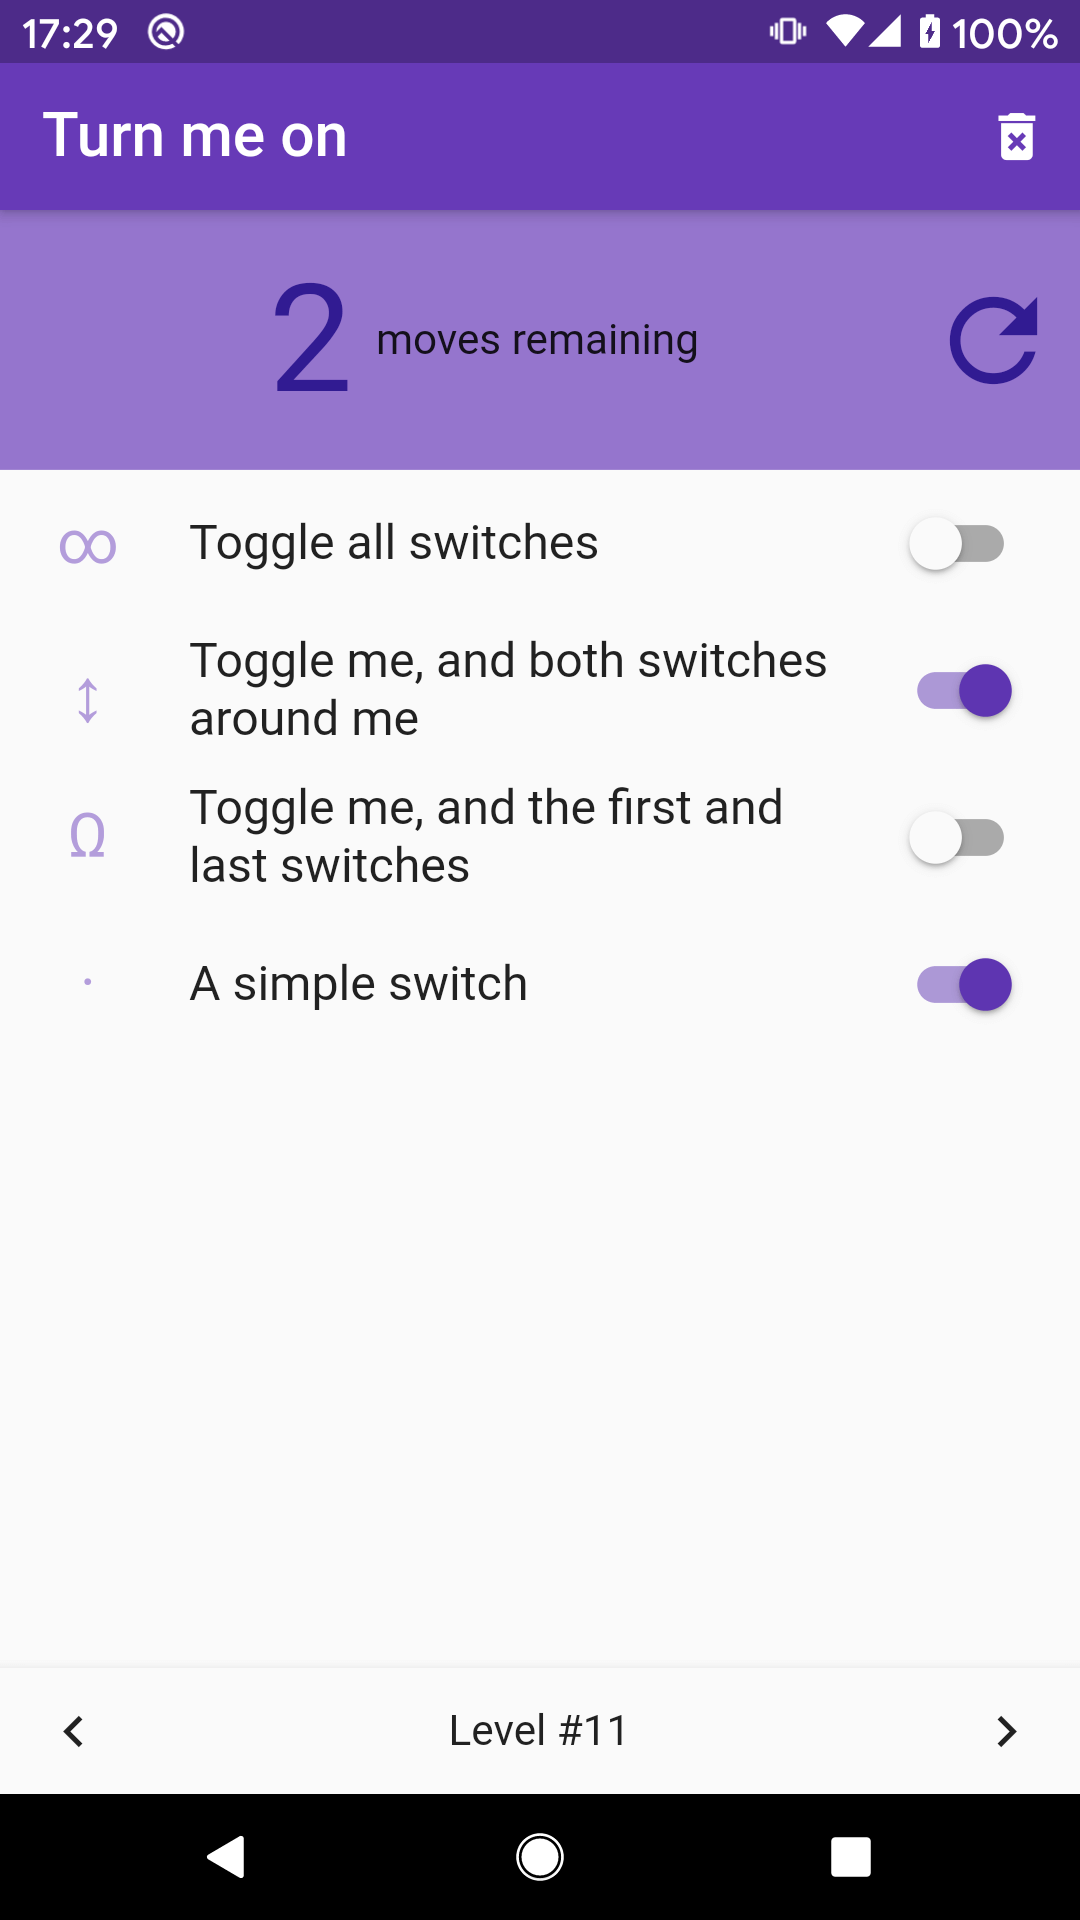 17:29 100%
Turn me on
2 moves remaining
∞ Toggle all switches
↕ Toggle me, and both switches
around me
Ω Toggle me, and the first and
last switches
· A simple switch
Level #11